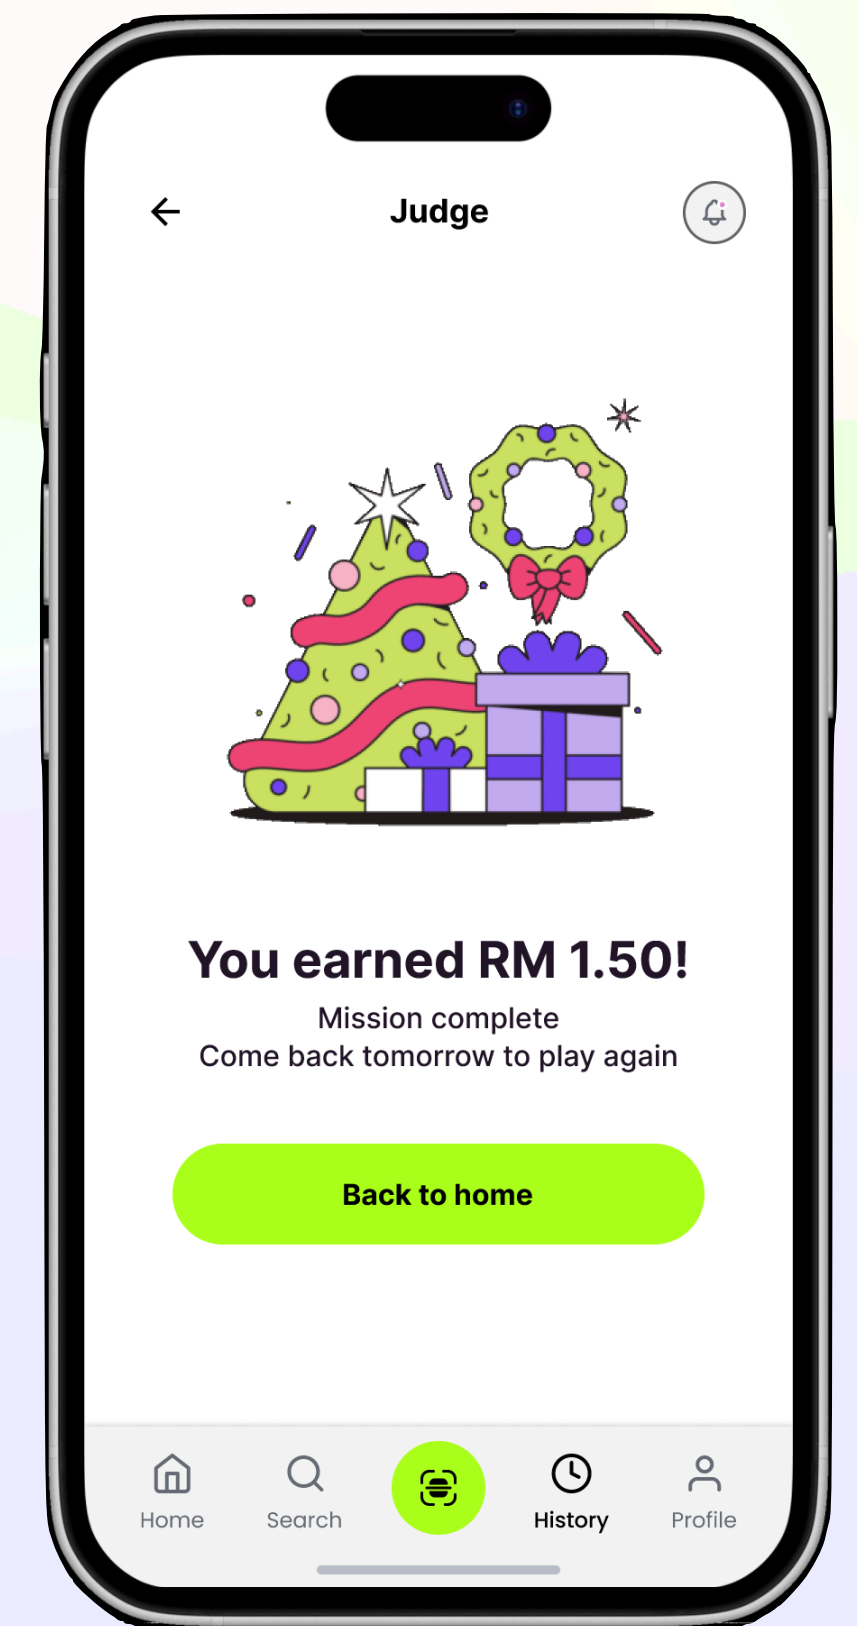 Judge
You earned RM 1.50!
Mission complete
Come back tomorrow to play again
Back to home
Home
Search
History
Profile